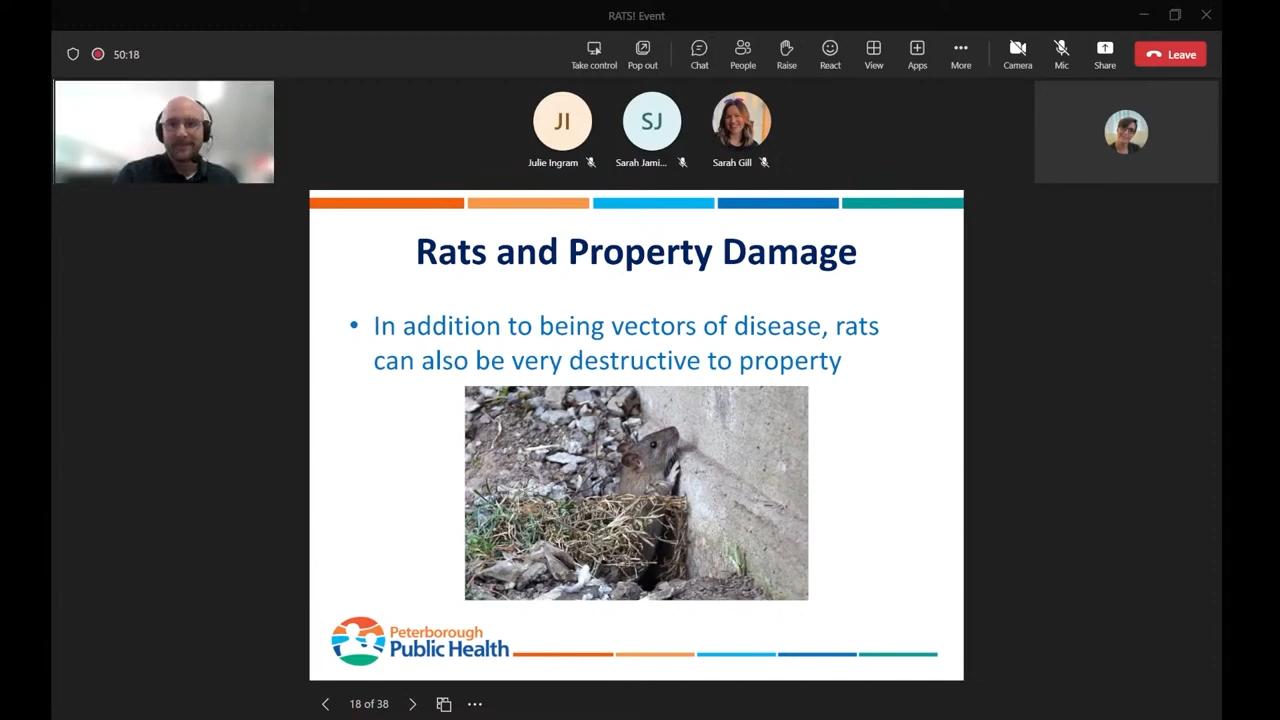 RATS! Event
50:18
Take control
Pop out
Chat
People
Raise
React
View
Apps
More
Camera
Mic
Share
Leave
JI
SJ
Julie Ingram
Sarah Jami...
Sarah Gill
Rats and Property Damage
• In addition to being vectors of disease, rats
can also be very destructive to property
Peterborough
Public Health
18 of 38